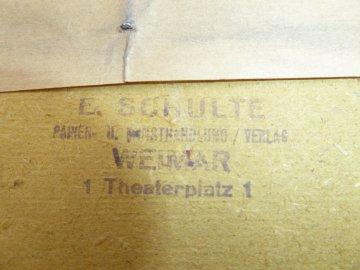 E. SCHULTE
PAPIER- U. KUNSTHANDLUNG / VERLAG
WEIMAR
1 Theaterplatz 1